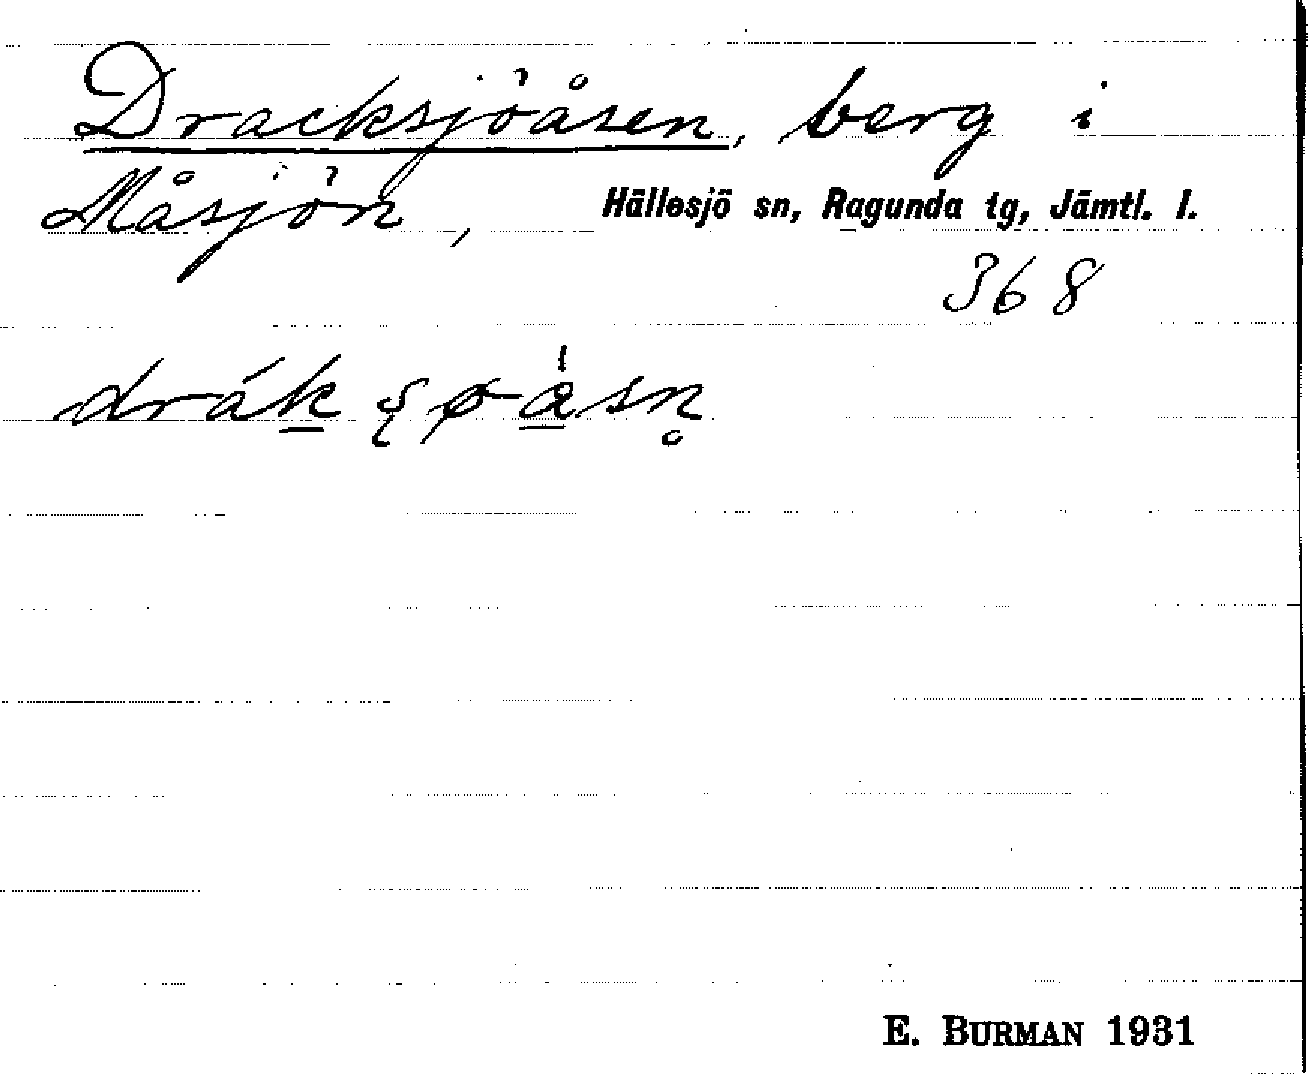 Dracksjöåsen, berg i
Måsjön, Hällesjö sn, Ragunda tg, Jämtl. l.
368
E. BURMAN 1931